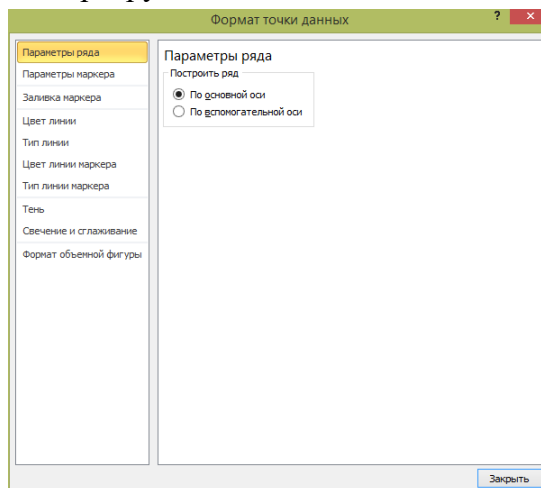 Формат точки данных
?
Параметры ряда
Параметры маркера
Заливка маркера
Цвет линии
Тип линии
Цвет линии маркера
Тип линии маркера
Тень
Свечение и сглаживание
Формат объемной фигуры
Параметры ряда
Построить ряд
По основной оси
По вспомогательной оси
Закрыть